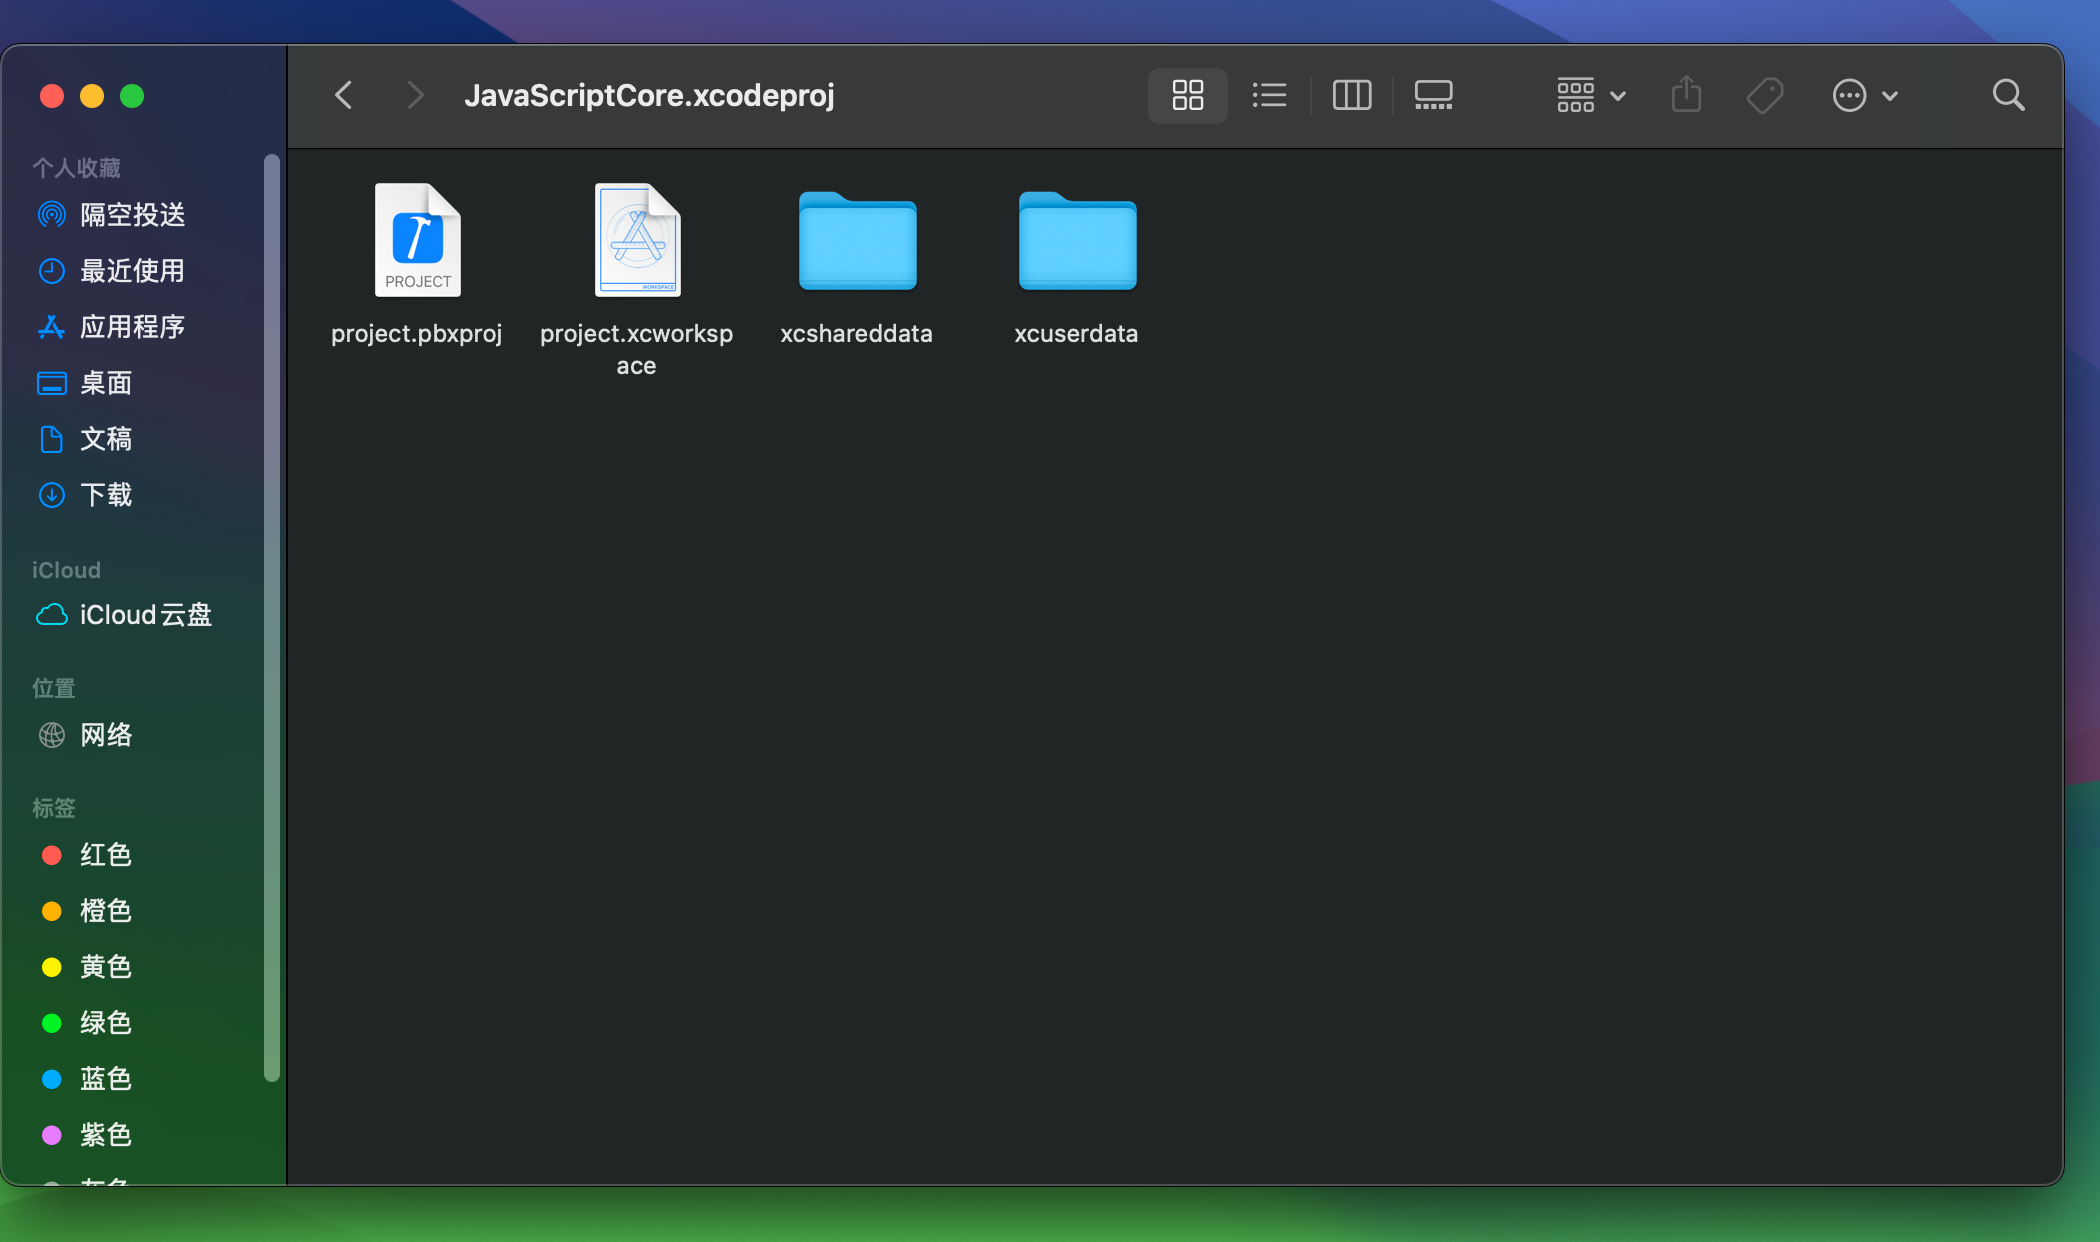 JavaScriptCore.xcodeproj
个人收藏
隔空投送
最近使用
应用程序
桌面
文稿
下载
iCloud
iCloud云盘
位置
网络
标签
红色
橙色
黄色
绿色
蓝色
紫色
PROJECT
WORKSPACE
project.pbxproj
project.xcworksp
ace
xcshareddata
xcuserdata